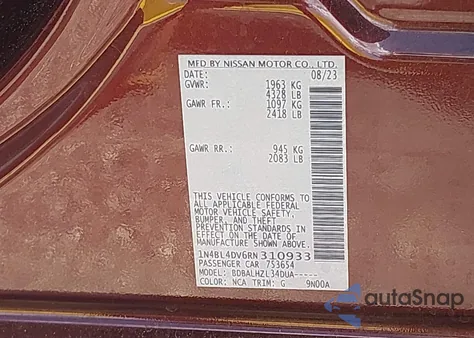 MFD BY NISSAN MOTOR CO., LTD.
DATE: 08/23
GVWR: 1963 KG
4328 LB
GAWR FR.: 1097 KG
2418 LB
GAWR RR.: 945 KG
2083 LB
THIS VEHICLE CONFORMS TO
ALL APPLICABLE FEDERAL
MOTOR VEHICLE SAFETY,
BUMPER, AND THEFT
PREVENTION STANDARDS IN
EFFECT ON THE DATE OF
MANUFACTURE SHOWN ABOVE.
1N4BL4DV6RN310933
PASSENGER CAR 753654
MODEL: BDBALHZL34DUA-----
COLOR: NCA TRIM: G 9N00A
autoSnap